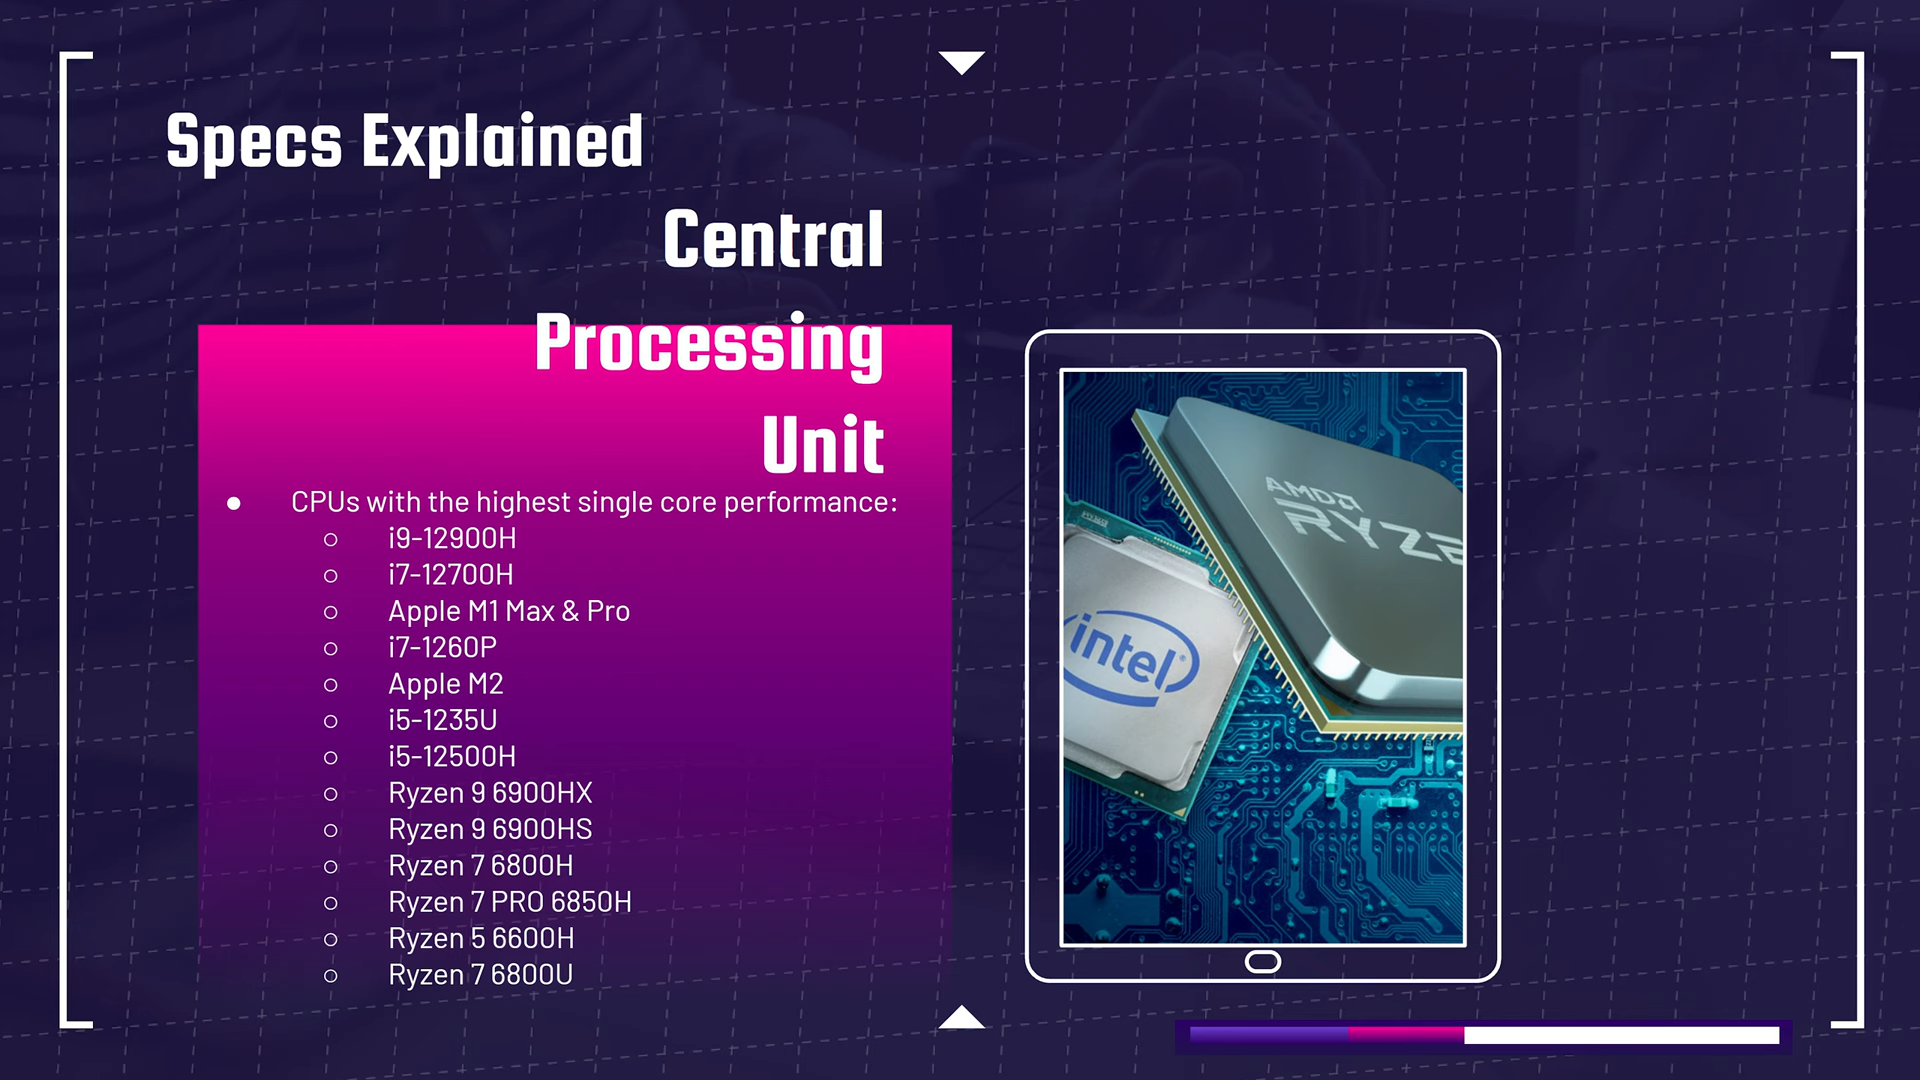 Specs Explained
Central
Processing
Unit
● CPUs with the highest single core performance:
○ i9-12900H
○ i7-12700H
○ Apple M1 Max & Pro
○ i7-1260P
○ Apple M2
○ i5-1235U
○ i5-12500H
○ Ryzen 9 6900HX
○ Ryzen 9 6900HS
○ Ryzen 7 6800H
○ Ryzen 7 PRO 6850H
○ Ryzen 5 6600H
○ Ryzen 7 6800U
AMD
RYZE
intel®